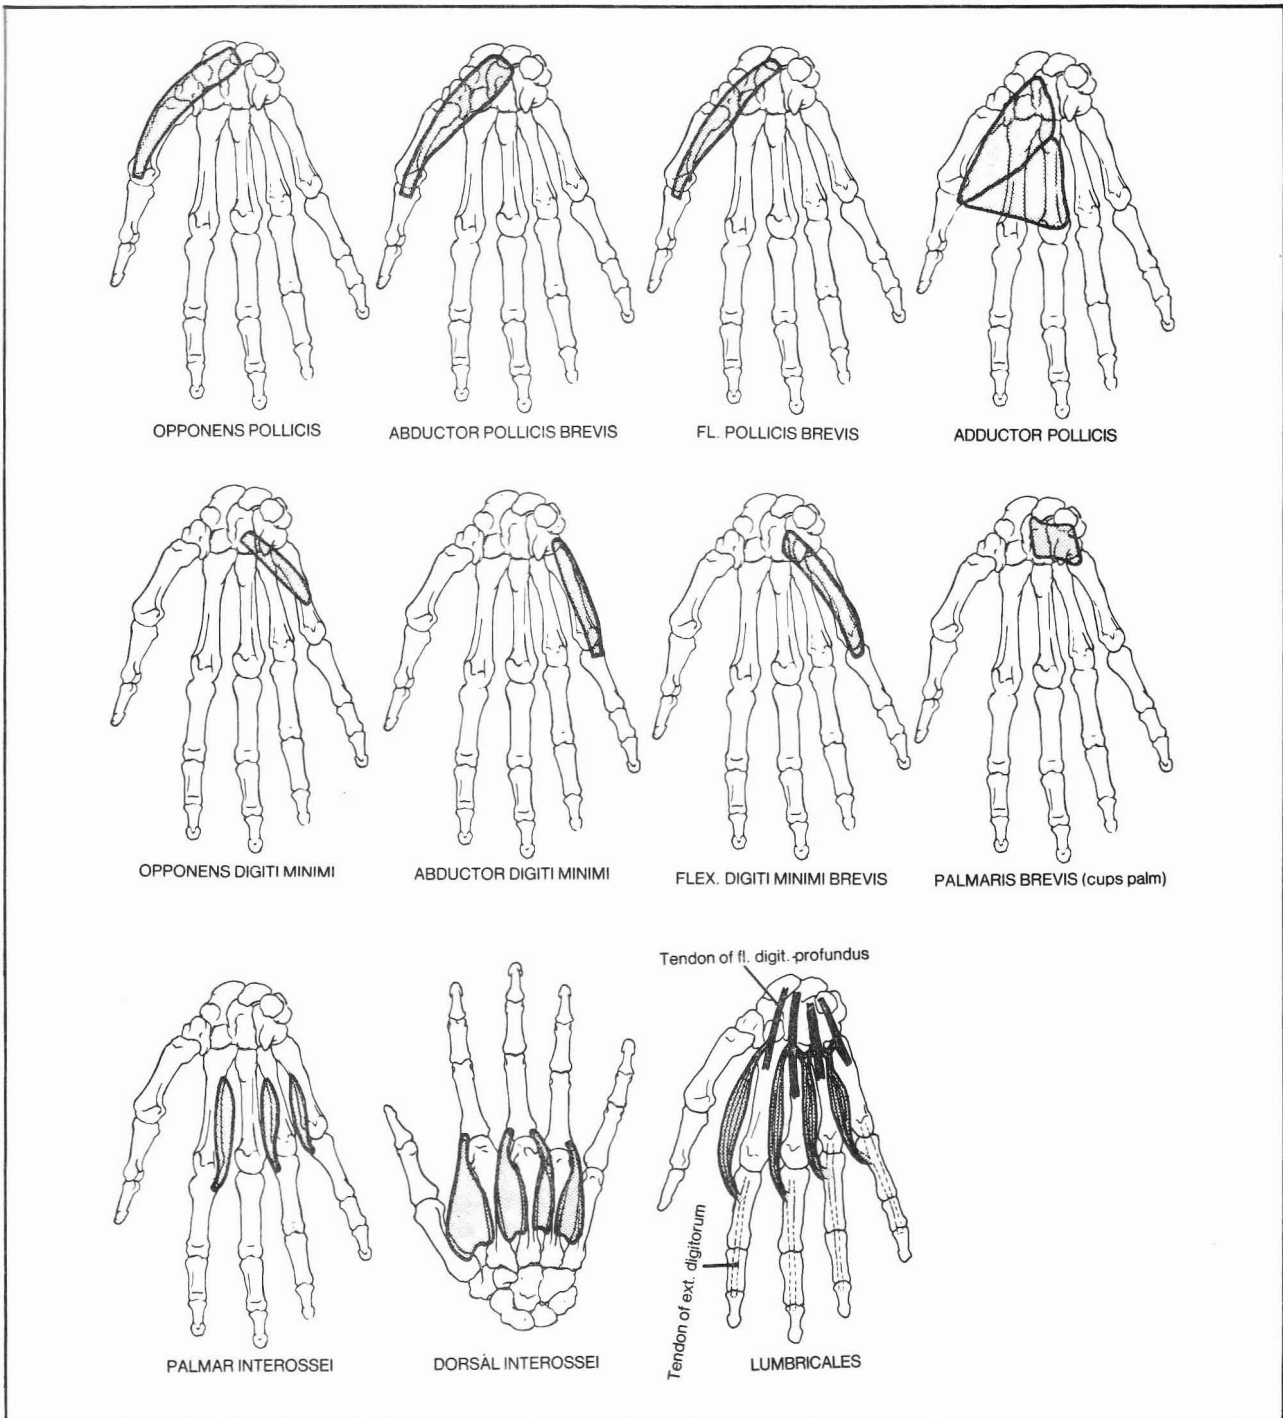 OPPONENS POLLICIS
ABDUCTOR POLLICIS BREVIS
FL. POLLICIS BREVIS
ADDUCTOR POLLICIS
OPPONENS DIGITI MINIMI
ABDUCTOR DIGITI MINIMI
FLEX. DIGITI MINIMI BREVIS
PALMARIS BREVIS (cups palm)
Tendon of fl. digit.-profundus
Tendon of ext. digitorum
PALMAR INTEROSSEI
DORSAL INTEROSSEI
LUMBRICALES